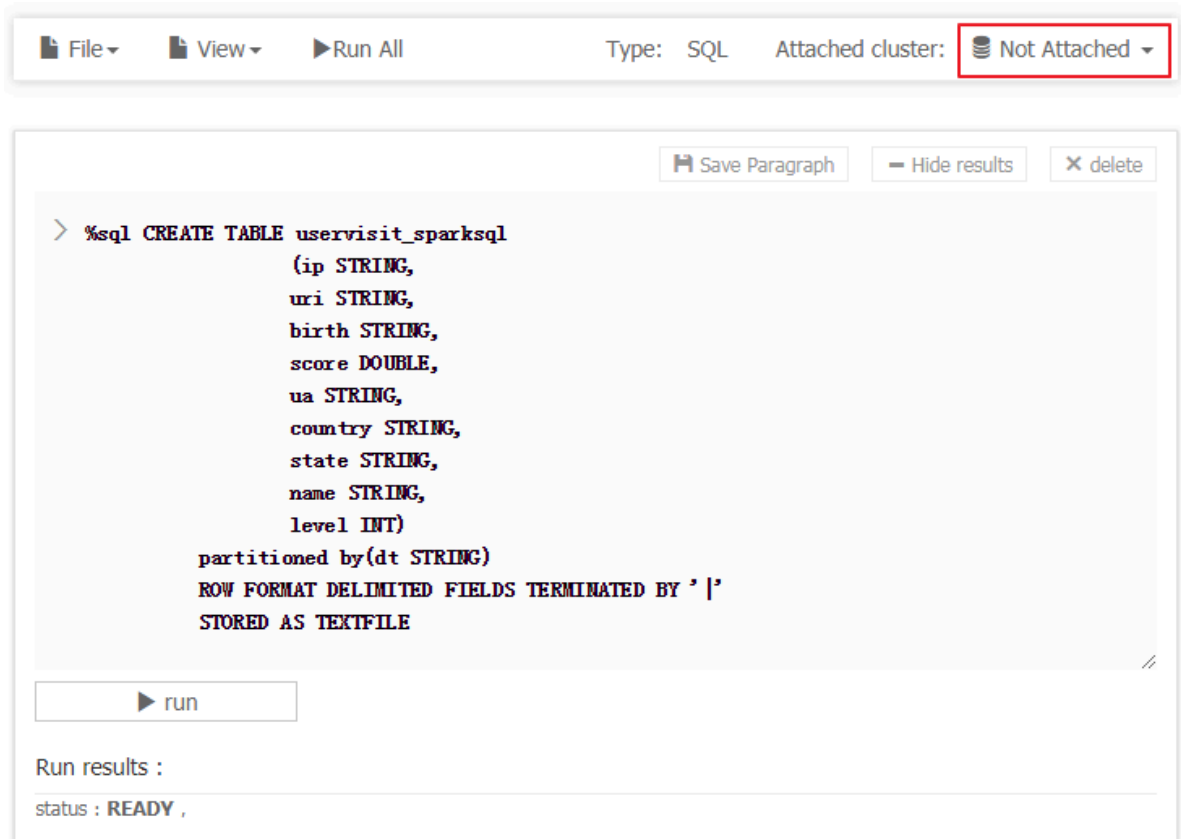 File View Run All Type: SQL Attached cluster: Not Attached
Save Paragraph Hide results delete
%sql CREATE TABLE uservisit_sparksql
(ip STRING,
uri STRING,
birth STRING,
score DOUBLE,
ua STRING,
country STRING,
state STRING,
name STRING,
level INT)
partitioned by(dt STRING)
ROW FORMAT DELIMITED FIELDS TERMINATED BY '|'
STORED AS TEXTFILE
run
Run results :
status : READY ,